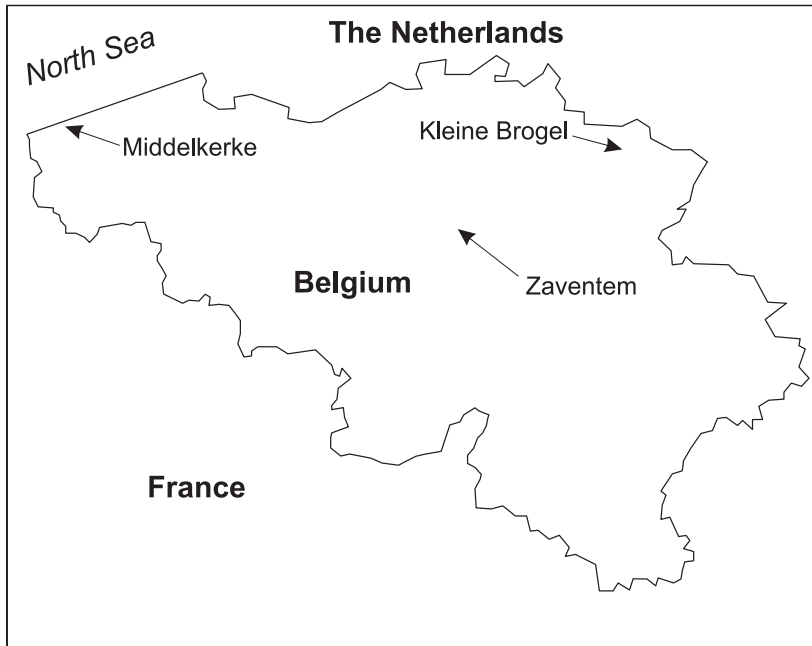 The Netherlands
North Sea
Kleine Brogel
Middelkerke
Belgium
Zaventem
France